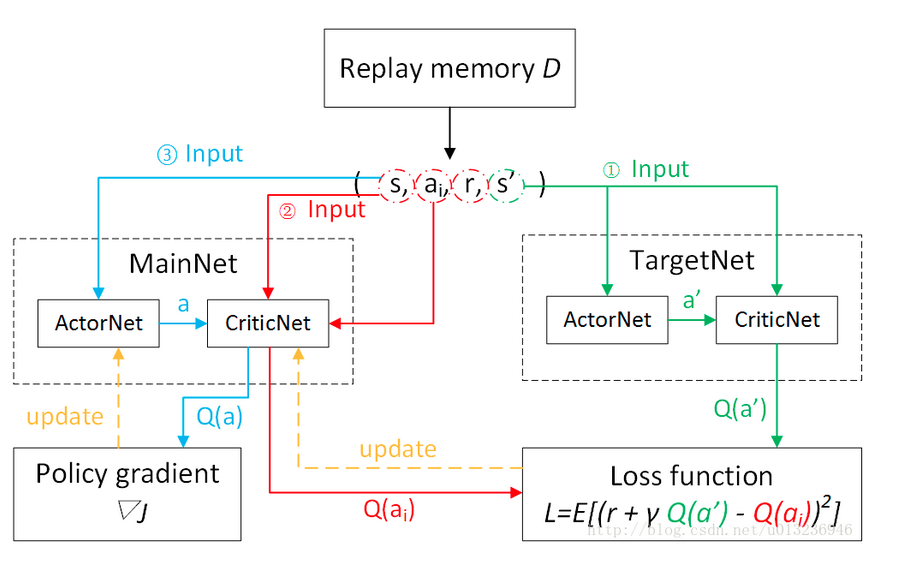 Replay memory D
③ Input
① Input
( s, aᵢ, r, s’ )
② Input
MainNet
TargetNet
a
a’
ActorNet
CriticNet
ActorNet
CriticNet
update
Q(a)
Q(a’)
update
Policy gradient
▽J
Q(aᵢ)
Loss function
L=E[(r + γ Q(a’) - Q(aᵢ))²]
http://blog.csdn.net/u013236946